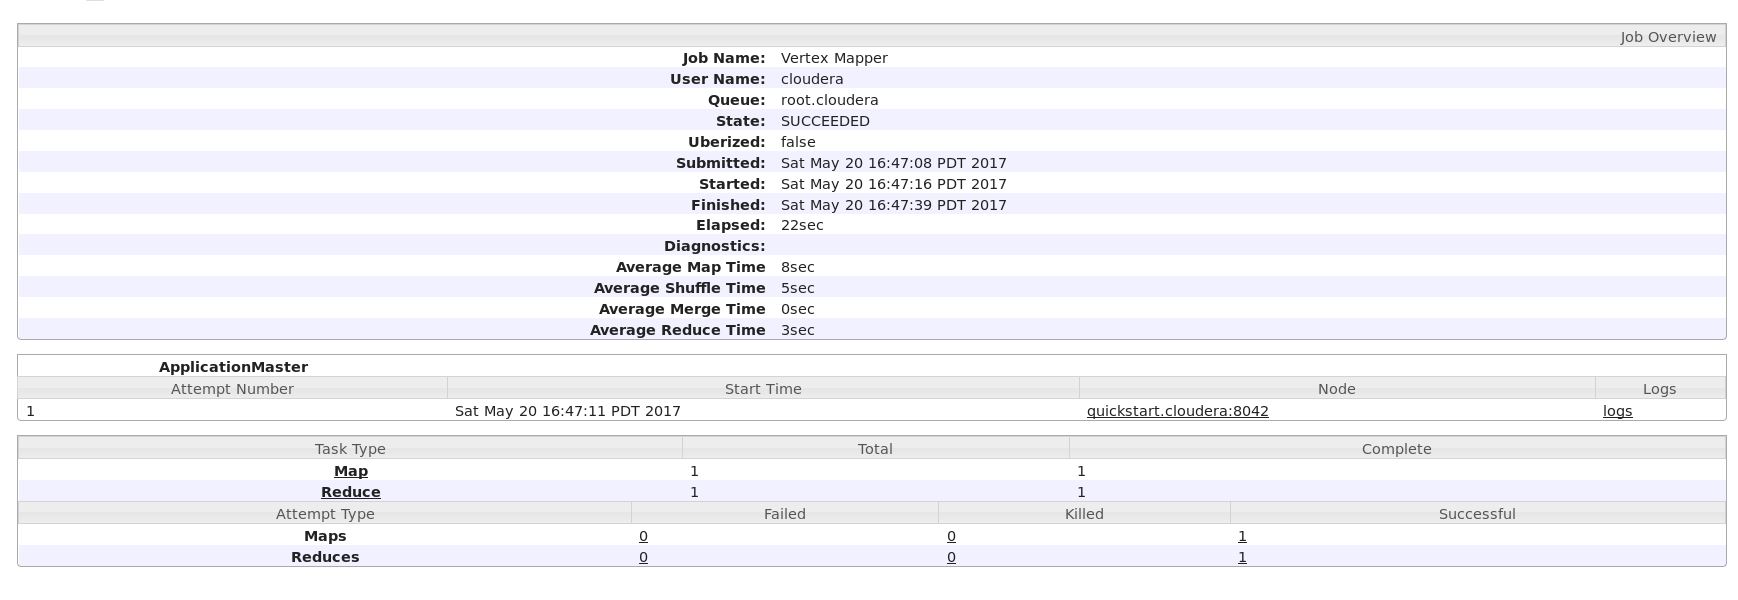 Job Overview
Job Name: Vertex Mapper
User Name: cloudera
Queue: root.cloudera
State: SUCCEEDED
Uberized: false
Submitted: Sat May 20 16:47:08 PDT 2017
Started: Sat May 20 16:47:16 PDT 2017
Finished: Sat May 20 16:47:39 PDT 2017
Elapsed: 22sec
Diagnostics:
Average Map Time 8sec
Average Shuffle Time 5sec
Average Merge Time 0sec
Average Reduce Time 3sec
ApplicationMaster
Attempt Number Start Time Node Logs
1 Sat May 20 16:47:11 PDT 2017 quickstart.cloudera:8042 logs
Task Type Total Complete
Map 1 1
Reduce 1 1
Attempt Type Failed Killed Successful
Maps 0 0 1
Reduces 0 0 1